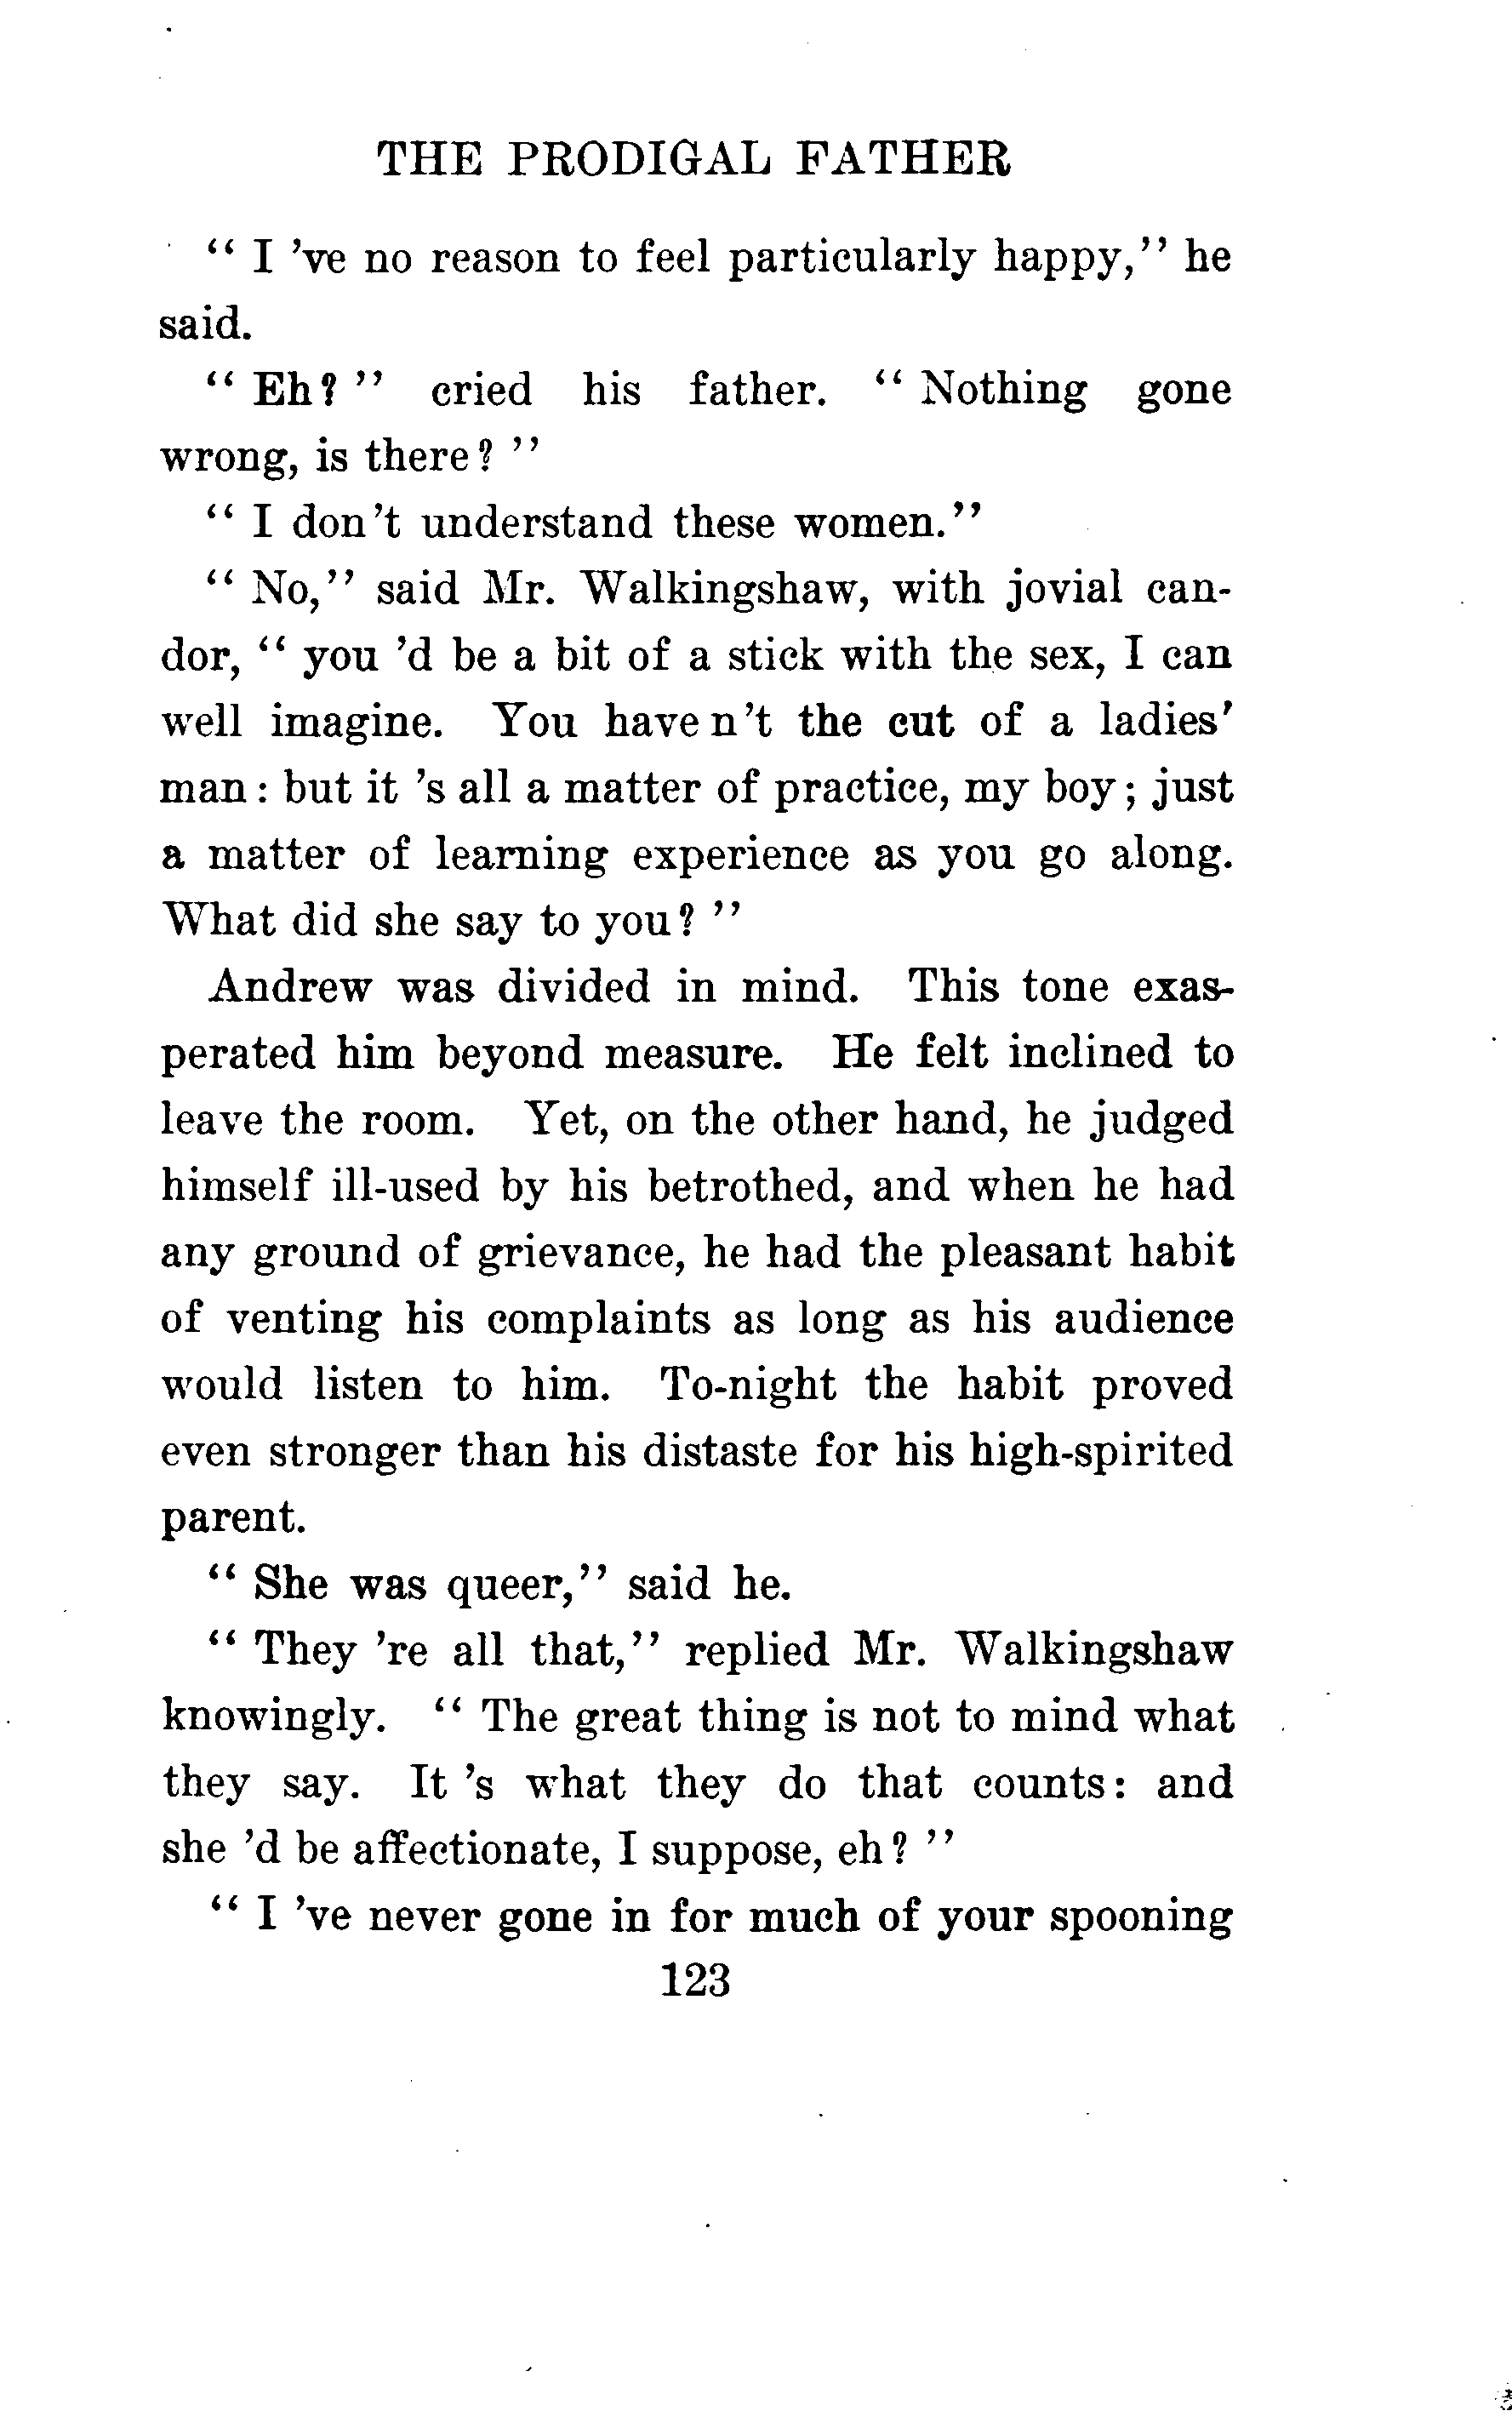 THE PRODIGAL FATHER
“ I 've no reason to feel particularly happy,” he
said.
“ Eh? ” cried his father. “ Nothing gone
wrong, is there? ”
“ I don't understand these women.”
“ No,” said Mr. Walkingshaw, with jovial can-
dor, “ you 'd be a bit of a stick with the sex, I can
well imagine. You have n't the cut of a ladies'
man: but it 's all a matter of practice, my boy; just
a matter of learning experience as you go along.
What did she say to you? ”
Andrew was divided in mind. This tone exas-
perated him beyond measure. He felt inclined to
leave the room. Yet, on the other hand, he judged
himself ill-used by his betrothed, and when he had
any ground of grievance, he had the pleasant habit
of venting his complaints as long as his audience
would listen to him. To-night the habit proved
even stronger than his distaste for his high-spirited
parent.
“ She was queer,” said he.
“ They 're all that,” replied Mr. Walkingshaw
knowingly. “ The great thing is not to mind what
they say. It 's what they do that counts: and
she 'd be affectionate, I suppose, eh? ”
“ I 've never gone in for much of your spooning
123